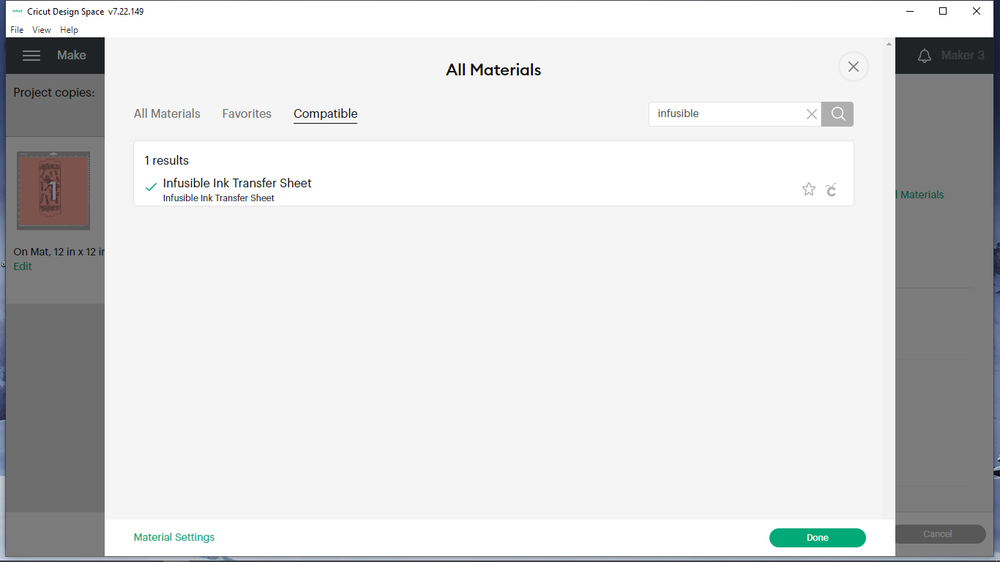 cricut Cricut Design Space v7.22.149
File View Help
Make
Maker 3
All Materials
Project copies:
All Materials Favorites Compatible
infusible
1 results
Infusible Ink Transfer Sheet
Infusible Ink Transfer Sheet
1
l Materials
On Mat, 12 in x 12 in
Edit
Material Settings
Done
Cancel